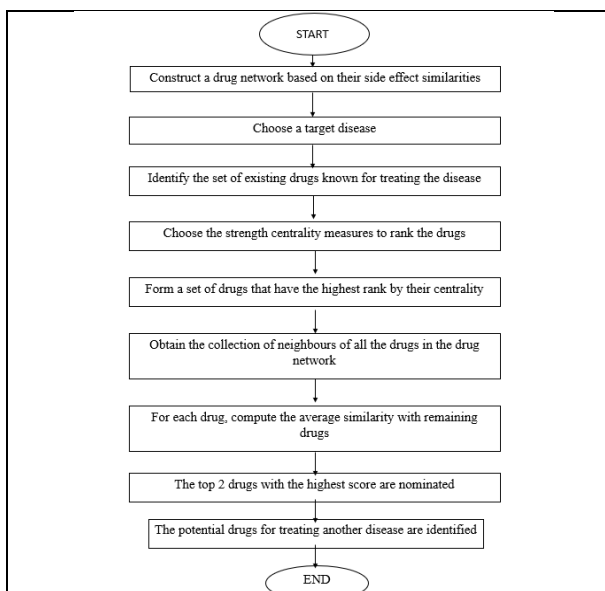 START
Construct a drug network based on their side effect similarities
Choose a target disease
Identify the set of existing drugs known for treating the disease
Choose the strength centrality measures to rank the drugs
Form a set of drugs that have the highest rank by their centrality
Obtain the collection of neighbours of all the drugs in the drug
network
For each drug, compute the average similarity with remaining
drugs
The top 2 drugs with the highest score are nominated
The potential drugs for treating another disease are identified
END